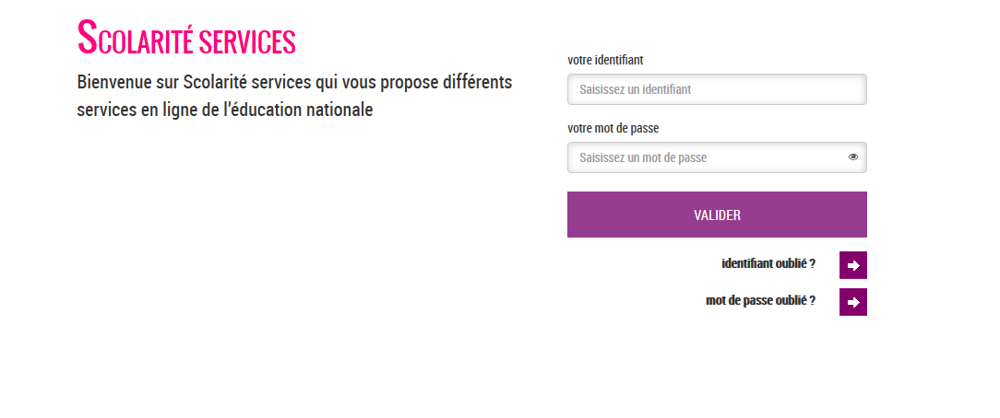 SCOLARITÉ SERVICES
Bienvenue sur Scolarité services qui vous propose différents
services en ligne de l’éducation nationale
votre identifiant
Saisissez un identifiant
votre mot de passe
Saisissez un mot de passe
VALIDER
identifiant oublié ?
mot de passe oublié ?